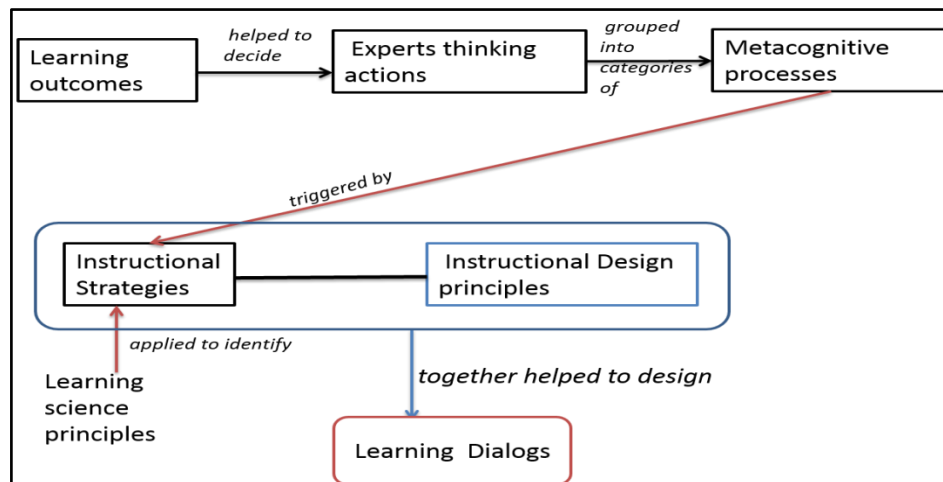 Learning
outcomes
helped to
decide
Experts thinking
actions
grouped
into
categories
of
Metacognitive
processes
triggered by
Instructional
Strategies
Instructional Design
principles
applied to identify
Learning
science
principles
together helped to design
Learning Dialogs